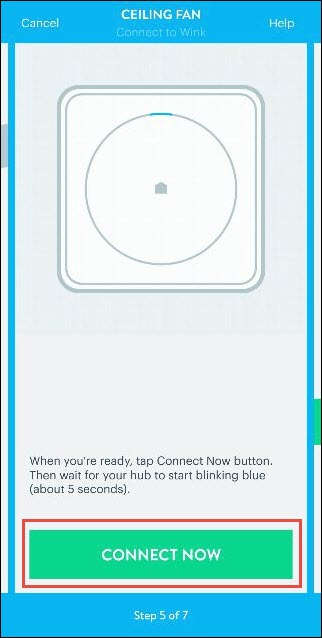 Cancel CEILING FAN Help
Connect to Wink
When you're ready, tap Connect Now button.
Then wait for your hub to start blinking blue
(about 5 seconds).
CONNECT NOW
Step 5 of 7